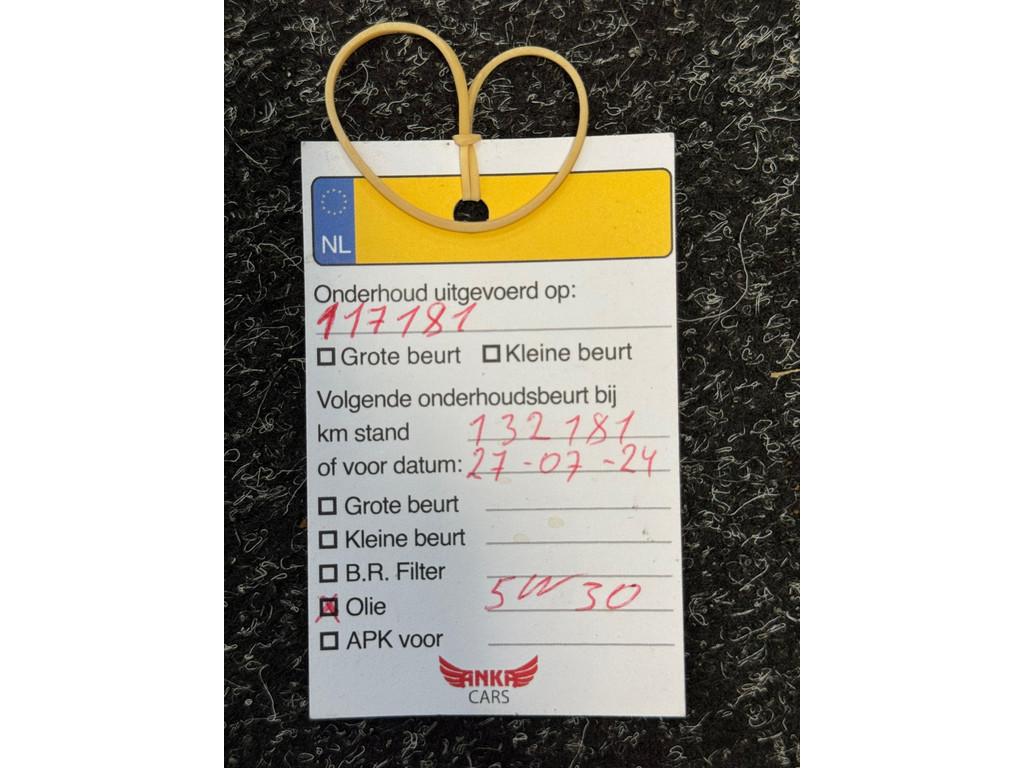 NL
Onderhoud uitgevoerd op:
117181
Grote beurt Kleine beurt
Volgende onderhoudsbeurt bij
km stand 132181
of voor datum: 27-07-24
Grote beurt
Kleine beurt
B.R. Filter
Olie 5W30
APK voor
ANKA
CARS